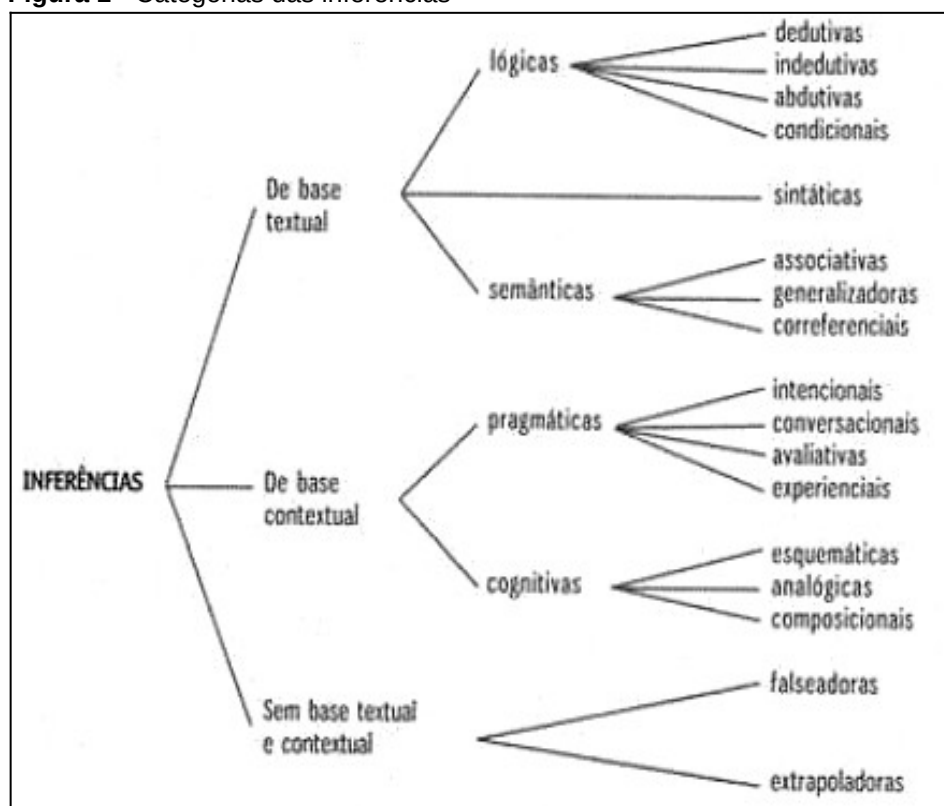 Figura 2 - Categorias das inferências
dedutivas
lógicas
indedutivas
abdutivas
condicionais
De base
textual
sintáticas
associativas
semânticas
generalizadoras
correferenciais
intencionais
pragmáticas
conversacionais
avaliativas
experienciais
INFERÊNCIAS
De base
contextual
esquemáticas
cognitivas
analógicas
composicionais
falseadoras
Sem base textual
e contextual
extrapoladoras